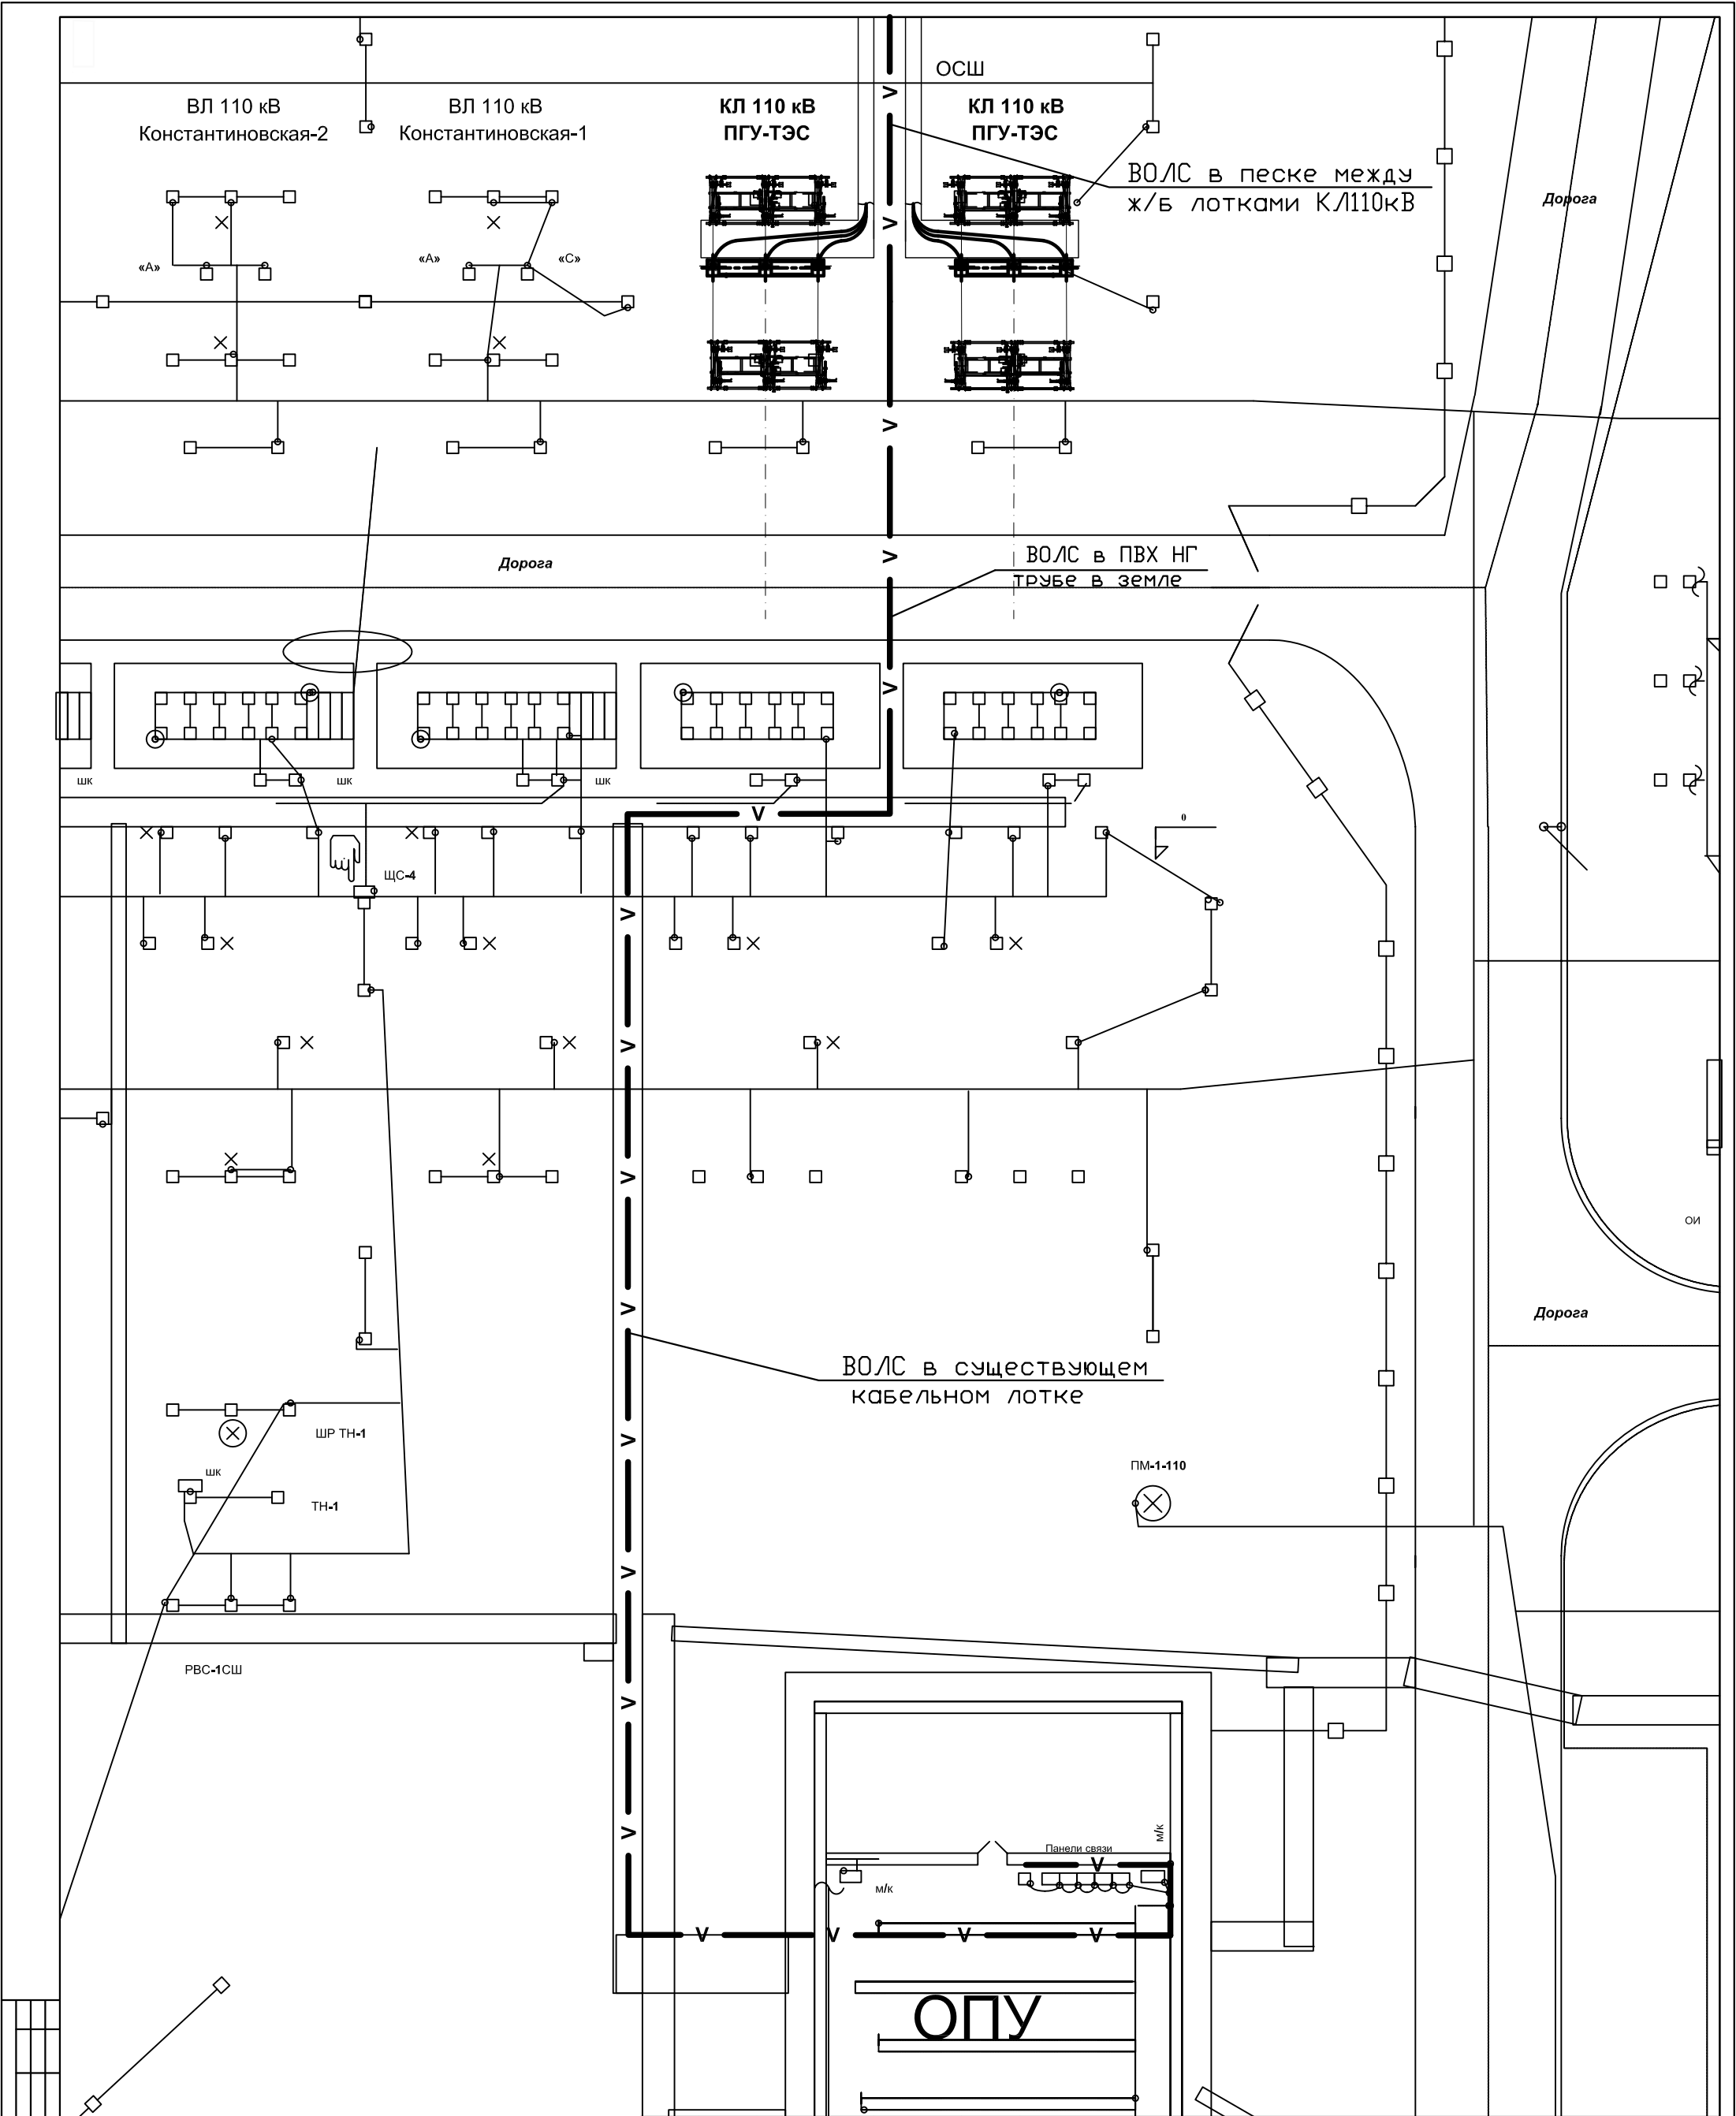 ОСШ
ВЛ 110 кВ
Константиновская-2
ВЛ 110 кВ
Константиновская-1
КЛ 110 кВ
ПГУ-ТЭС
КЛ 110 кВ
ПГУ-ТЭС
V
ВОЛС в песке между
ж/б лотками КЛ110кВ
Дорога
V
«А»
«А»
«С»
V
Дорога
V
ВОЛС в ПВХ НГ
трубе в земле
V
шк
шк
шк
V
0
ЩС-4
V
V
V
ОИ
V
Дорога
ВОЛС в существующем
кабельном лотке
ШР ТН-1
V
ПМ-1-110
шк
ТН-1
V
РВС-1СШ
V
V
Панели связи
м/к
V
м/к
V
V
V
V
ОПУ